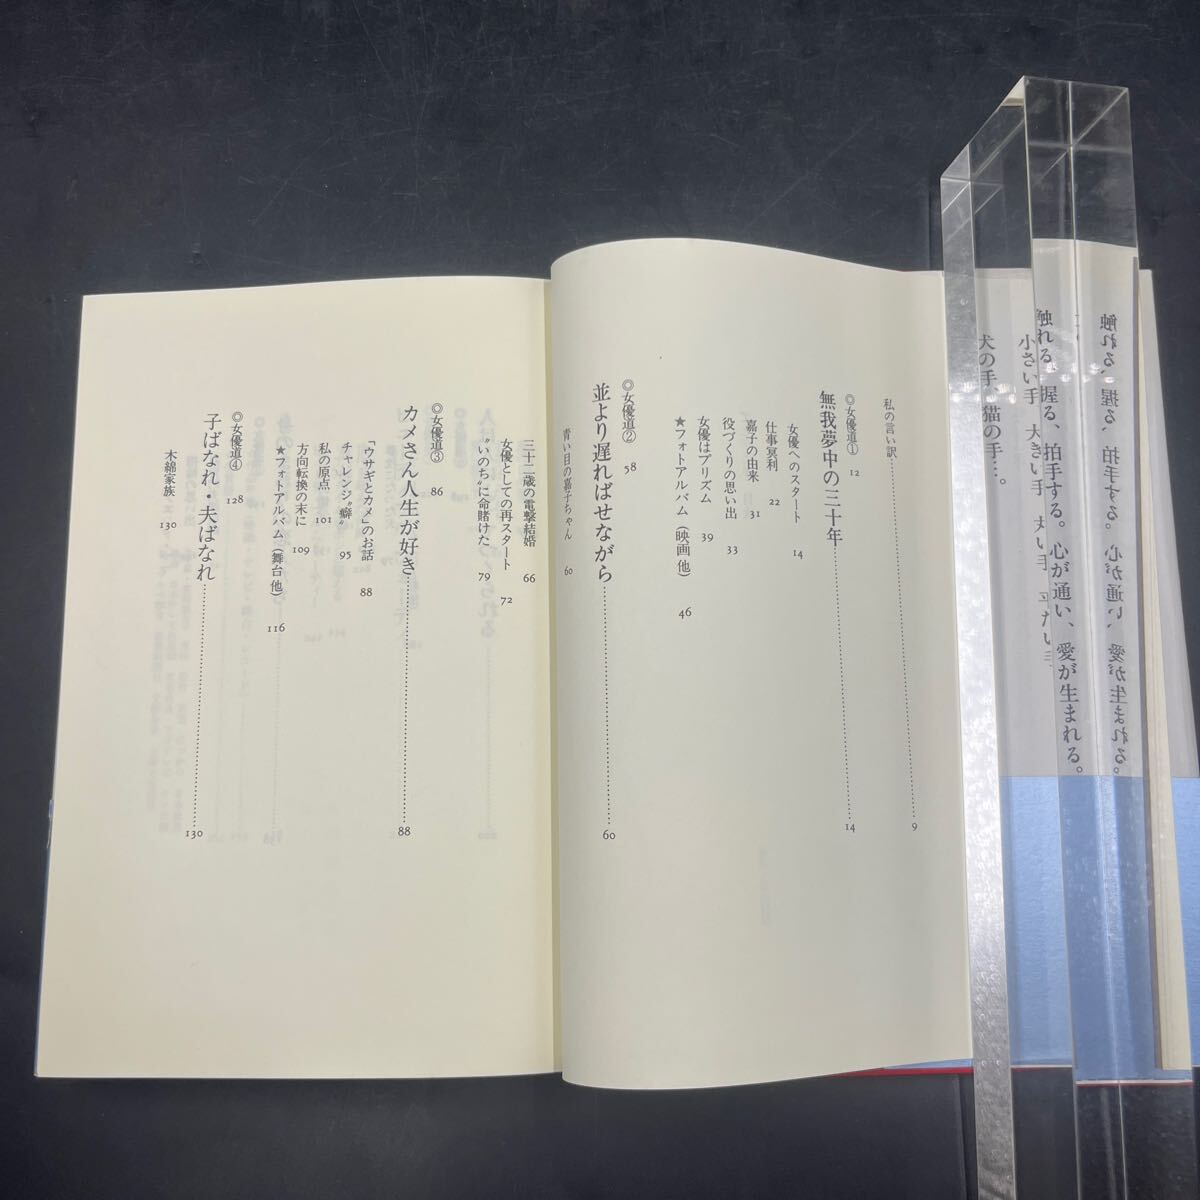 触れる、握る、拍手する。心が通い、愛が生まれる。
小さい手 大きい手
犬の手 猫の手…。
私の言い訳……9
◎女優道① 12
無我夢中の三十年……14
女優へのスタート 14
仕事冥利 22
嘉子の由来 31
役づくりの思い出 33
女優はプリズム 39
★フォトアルバム(映画他) 46
◎女優道② 58
並より遅ればせながら……60
青い目の嘉子ちゃん 60
三十二歳の電撃結婚 66
女優としての再スタート 72
〝いのち〟に命賭けた 79
◎女優道③ 86
カメさん人生が好き……88
「ウサギとカメ」のお話 88
チャレンジ〝癖〟 95
私の原点 101
方向転換の末に 109
★フォトアルバム(舞台他) 116
◎女優道④ 128
子ばなれ・夫ばなれ……130
木綿家族 130